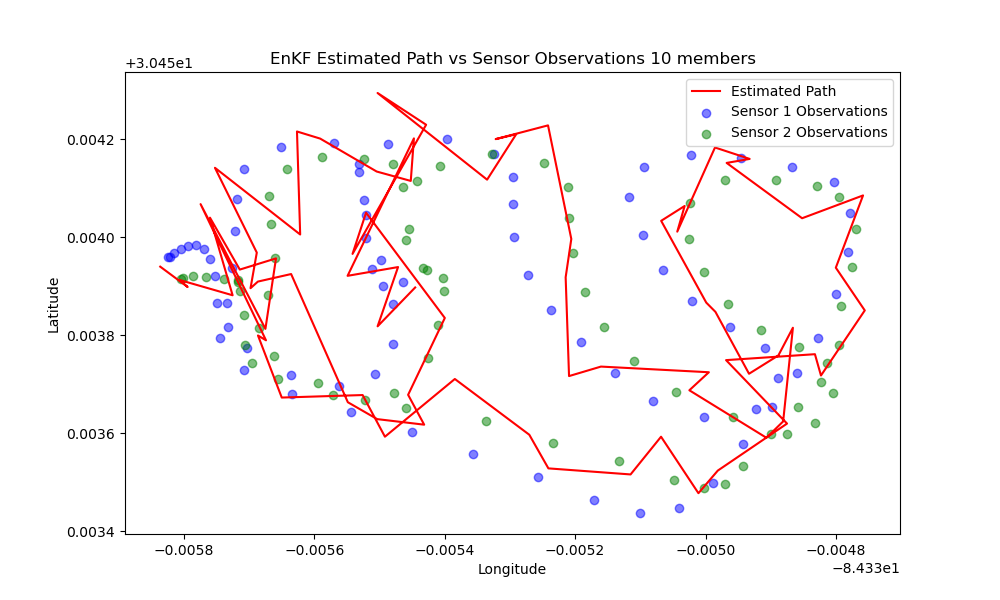 EnKF Estimated Path vs Sensor Observations 10 members
+3.045e1
Estimated Path
Sensor 1 Observations
Sensor 2 Observations
0.0042
0.0040
0.0038
0.0036
0.0034
Latitude
−0.0058
−0.0056
−0.0054
−0.0052
−0.0050
−0.0048
Longitude
−8.433e1